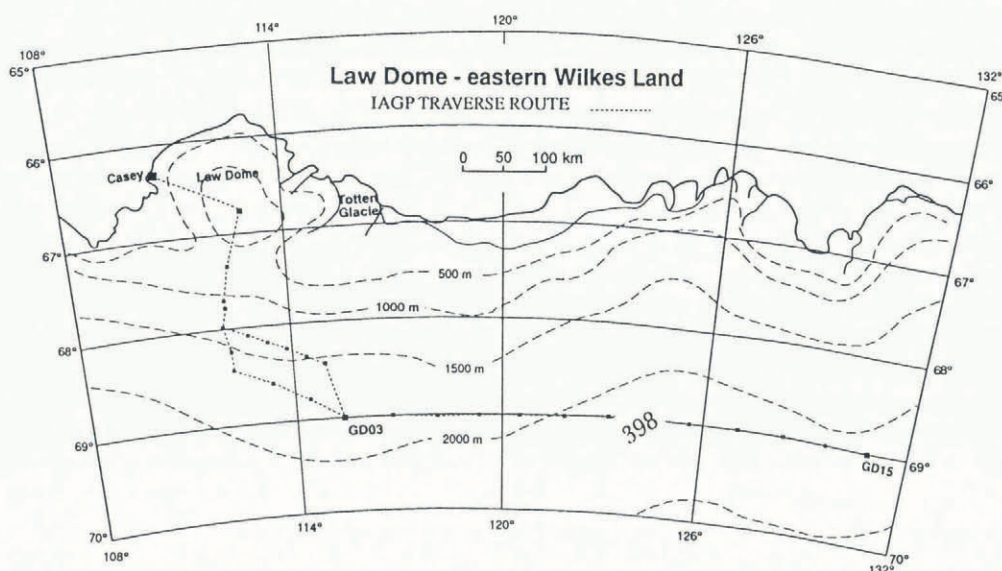 120°
114°
126°
108°
132°
65°
65
Law Dome - eastern Wilkes Land
IAGP TRAVERSE ROUTE
66°
0 50 100 km
66°
Casey
Law Dome
Totten
Glacie
67°
67°
500 m
1000 m
68°
1500 m
68°
GD03
398
2000 m
69°
GD15
69°
70°
108°
114°
120°
126°
70°
132°